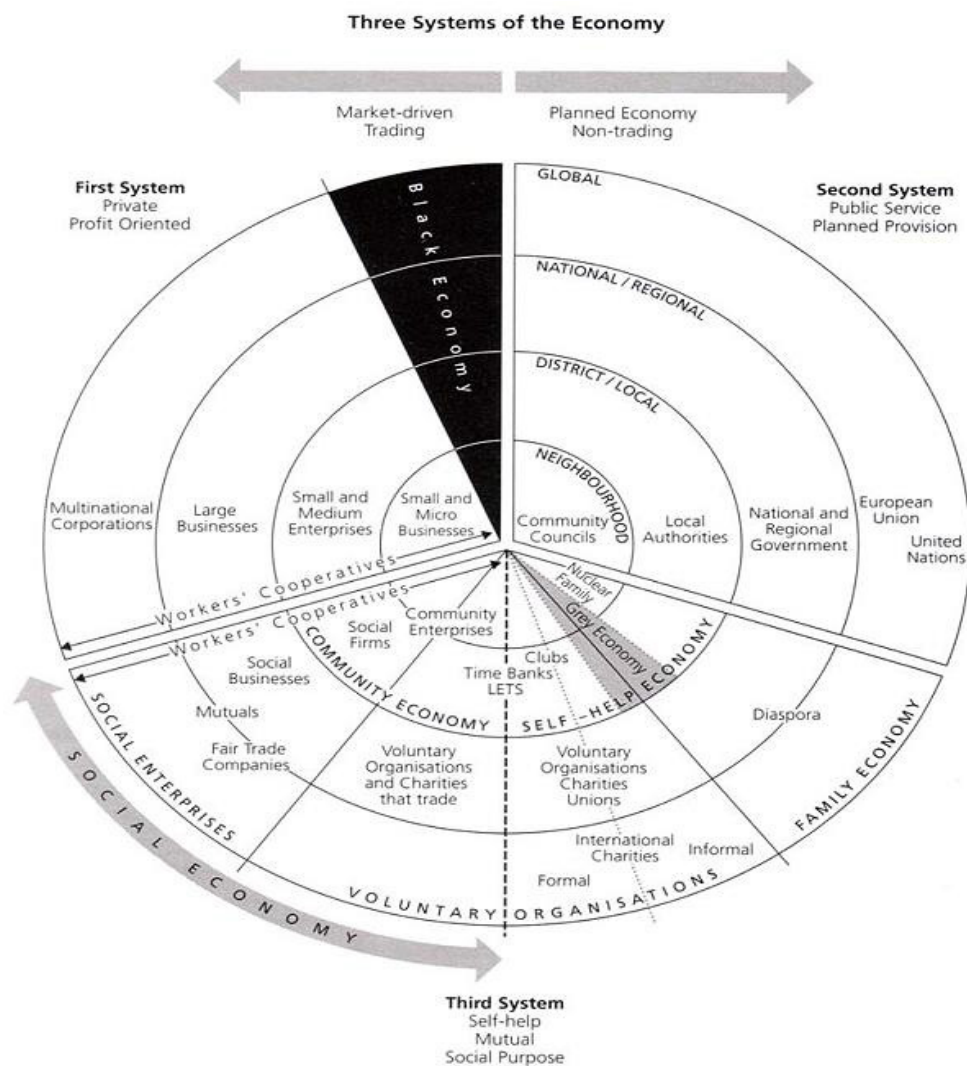 Three Systems of the Economy
Market-driven
Trading
Planned Economy
Non-trading
First System
Private
Profit Oriented
Second System
Public Service
Planned Provision
Black Economy
GLOBAL
NATIONAL / REGIONAL
DISTRICT / LOCAL
NEIGHBOURHOOD
Multinational
Corporations
Large
Businesses
Small and
Medium
Enterprises
Small and
Micro
Businesses
Community
Councils
Local
Authorities
National and
Regional
Government
European
Union
United
Nations
Workers' Cooperatives
Workers' Cooperatives
Nuclear
Family
Grey Economy
Social
Firms
Community
Enterprises
Social
Businesses
COMMUNITY ECONOMY
SELF-HELP ECONOMY
Clubs
Time Banks
LETS
Mutuals
Fair Trade
Companies
Voluntary
Organisations
and Charities
that trade
Voluntary
Organisations
Charities
Unions
Diaspora
International
Charities
Informal
Formal
SOCIAL ENTERPRISES
VOLUNTARY ORGANISATIONS
FAMILY ECONOMY
SOCIAL ECONOMY
Third System
Self-help
Mutual
Social Purpose